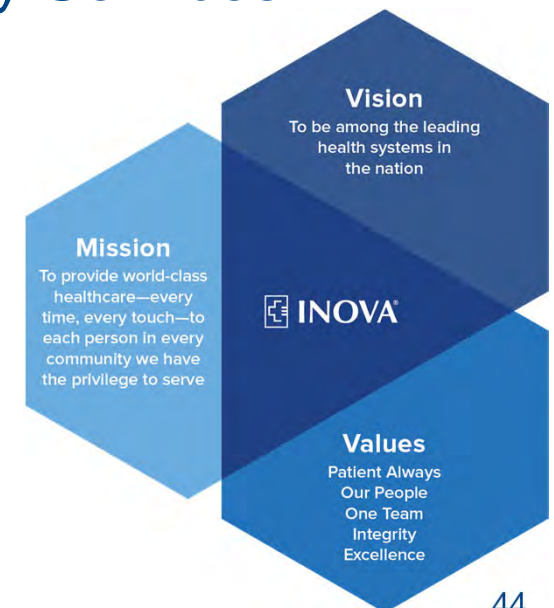 Vision
To be among the leading
health systems in
the nation
Mission
To provide world-class
healthcare—every
time, every touch—to
each person in every
community we have
the privilege to serve
INOVA®
Values
Patient Always
Our People
One Team
Integrity
Excellence
44